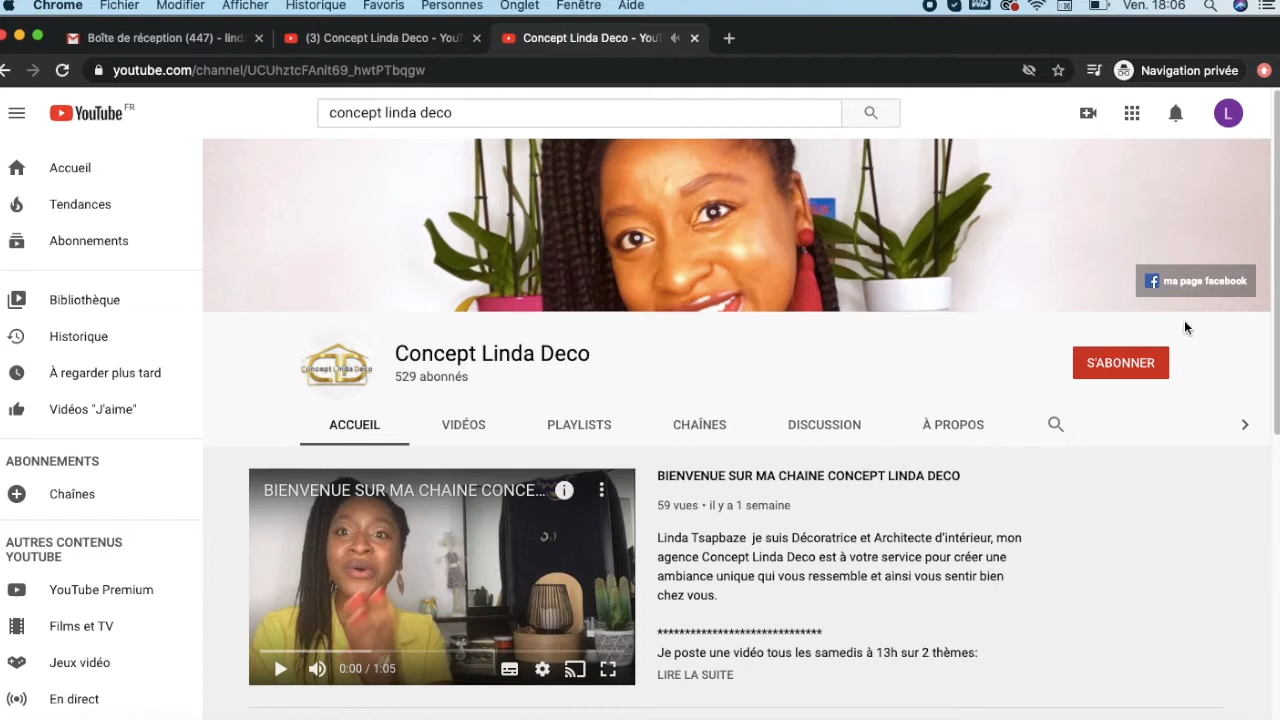 Chrome Fichier Modifier Afficher Historique Favoris Personnes Onglet Fenêtre Aide
Ven. 18:06
Boîte de réception (447) - lind
(3) Concept Linda Deco - YouT
Concept Linda Deco - YouT
youtube.com/channel/UCUhztcFAnit69_hwtPTbqgw
Navigation privée
YouTube FR
concept linda deco
L
Accueil
Tendances
Abonnements
Bibliothèque
Historique
À regarder plus tard
Vidéos "J'aime"
ABONNEMENTS
Chaînes
AUTRES CONTENUS
YOUTUBE
YouTube Premium
Films et TV
Jeux vidéo
En direct
ma page facebook
Concept Linda Deco
Concept Linda Deco
529 abonnés
S'ABONNER
ACCUEIL VIDÉOS PLAYLISTS CHAÎNES DISCUSSION À PROPOS
BIENVENUE SUR MA CHAINE CONCE...
0:00 / 1:05
BIENVENUE SUR MA CHAINE CONCEPT LINDA DECO
59 vues • il y a 1 semaine
Linda Tsapbaze je suis Décoratrice et Architecte d'intérieur, mon
agence Concept Linda Deco est à votre service pour créer une
ambiance unique qui vous ressemble et ainsi vous sentir bien
chez vous.
******************************
Je poste une vidéo tous les samedis à 13h sur 2 thèmes:
LIRE LA SUITE